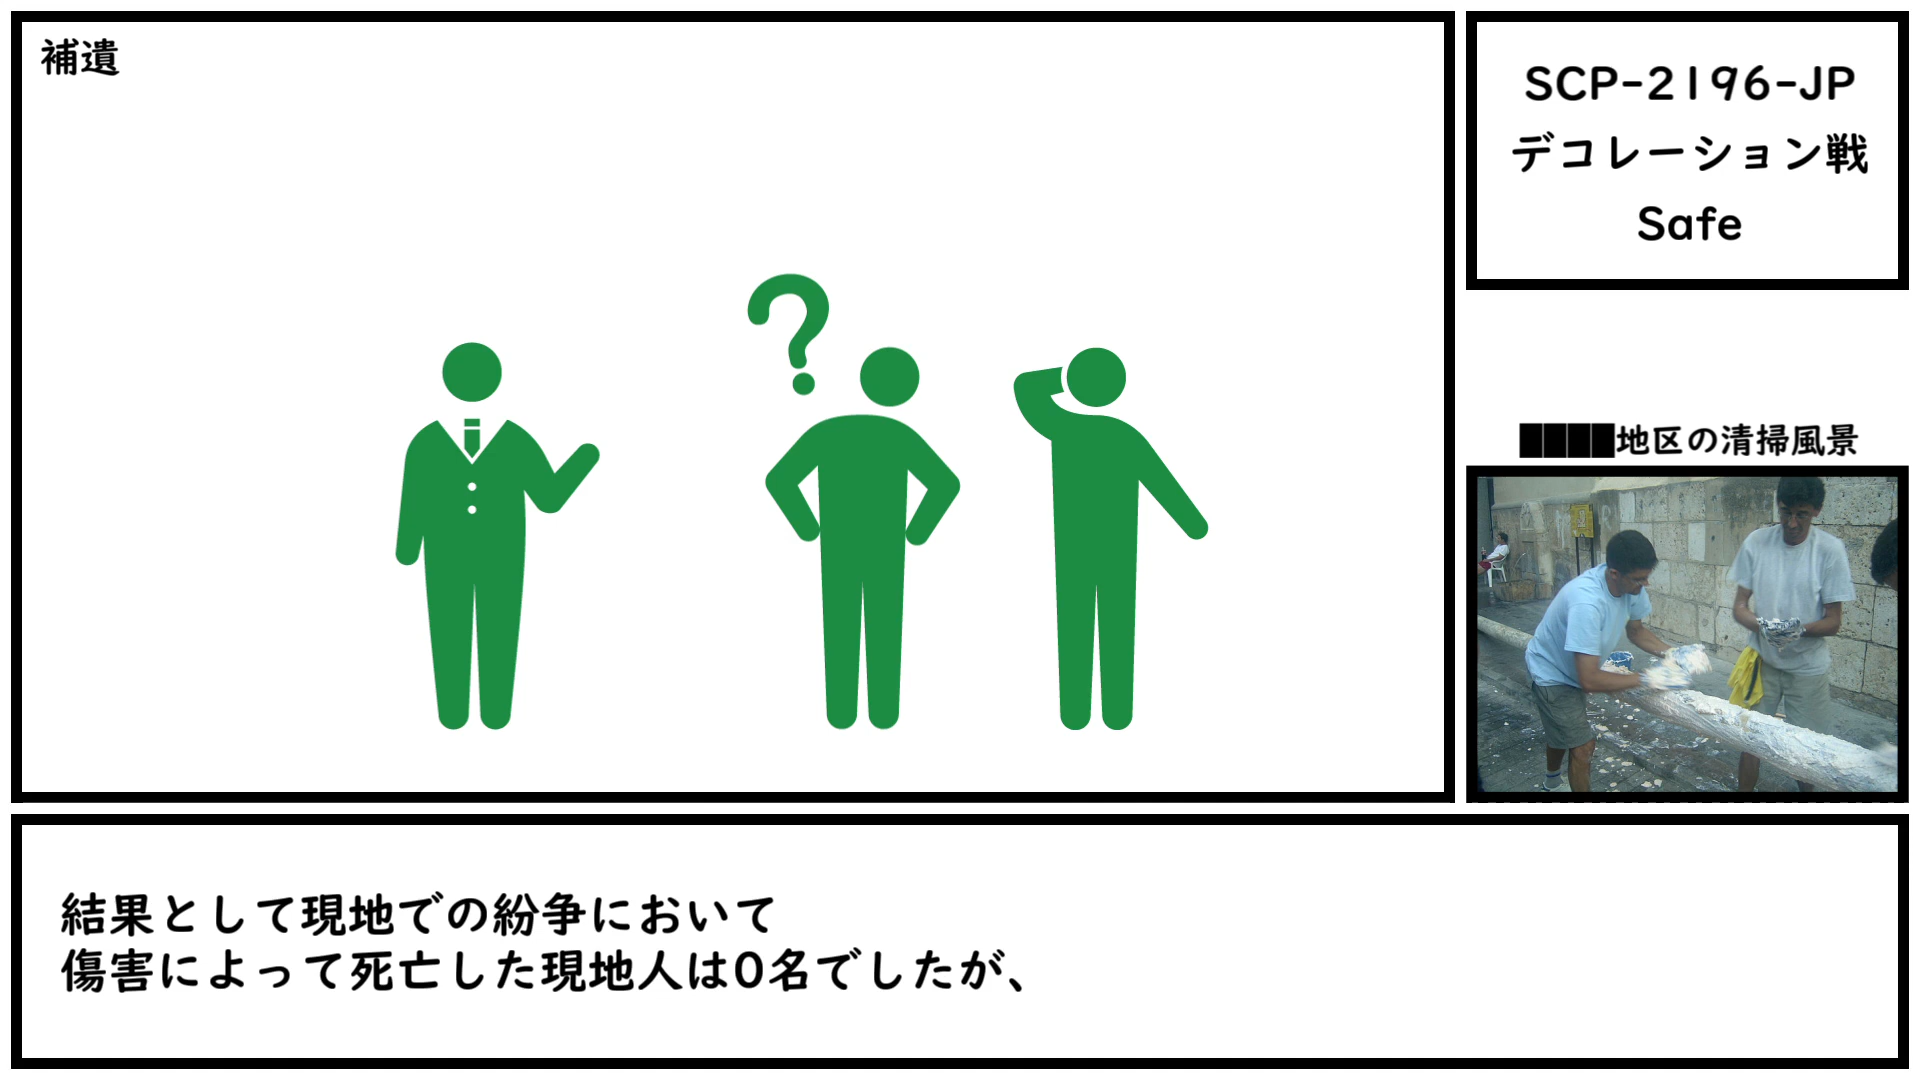 補遺
SCP-2196-JP
デコレーション戦
Safe
████地区の清掃風景
結果として現地での紛争において
傷害によって死亡した現地人は0名でしたが、